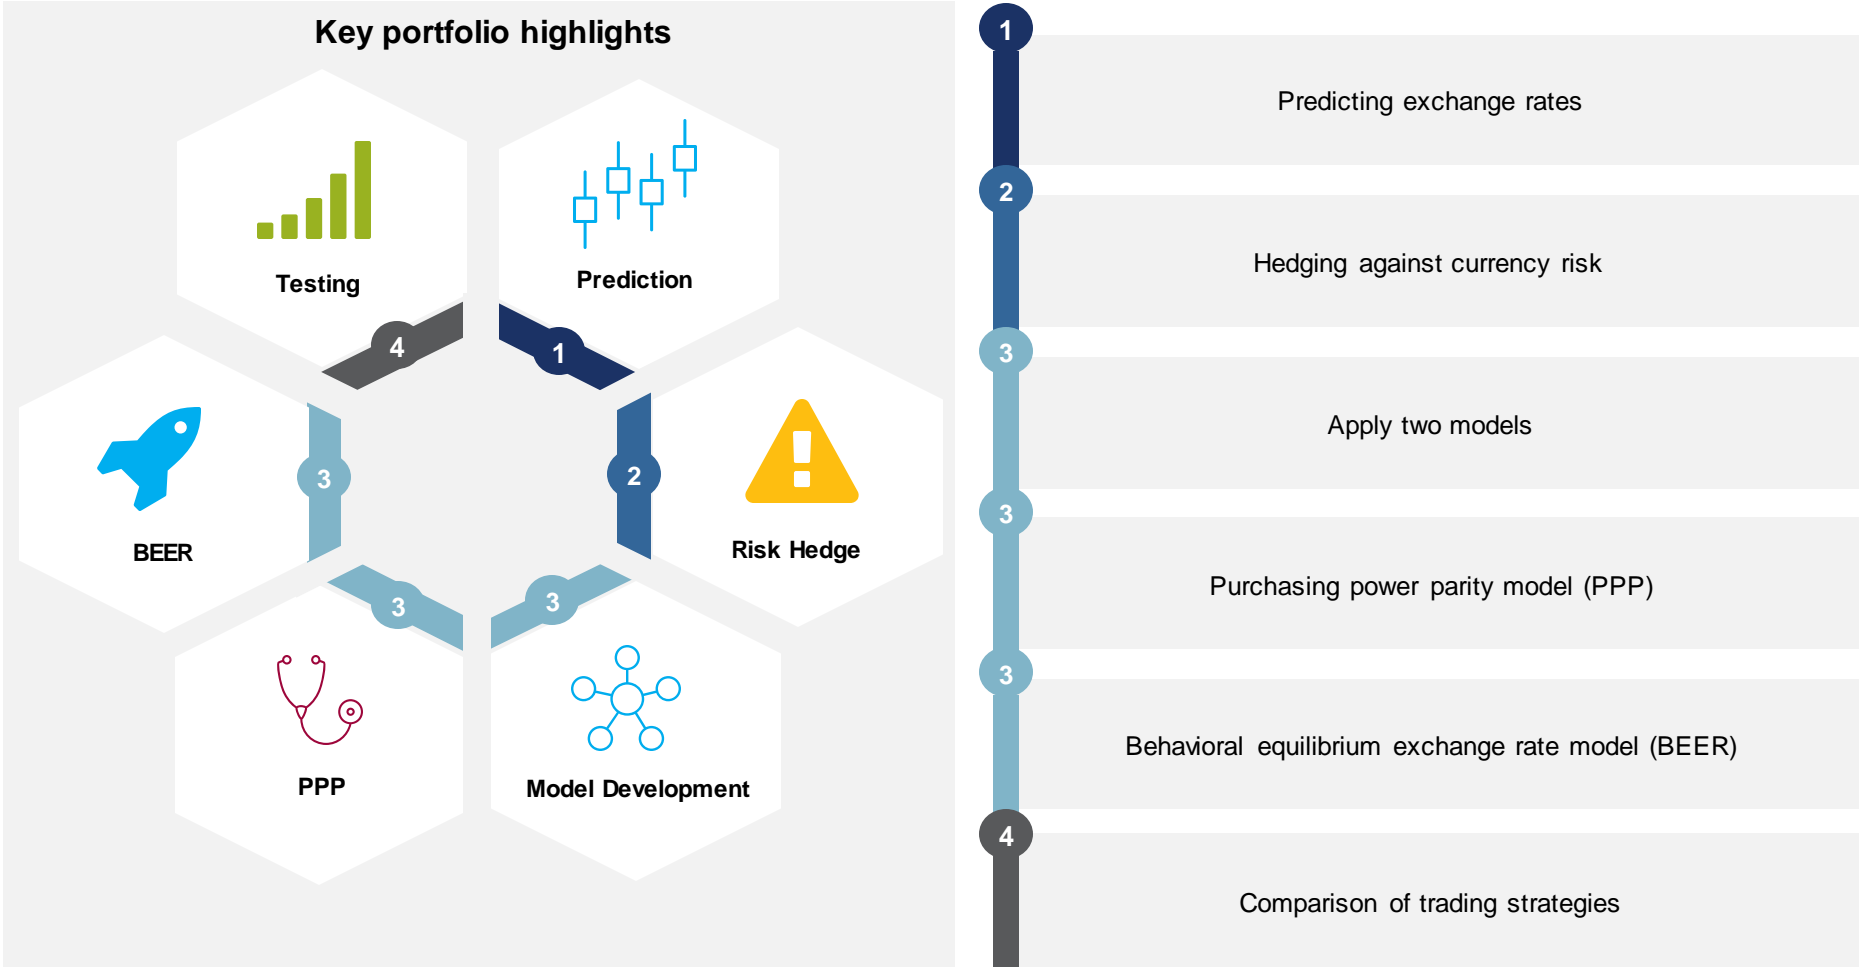 Key portfolio highlights
Testing
Prediction
4
1
BEER
3
2
Risk Hedge
3
3
PPP
Model Development
1
Predicting exchange rates
2
Hedging against currency risk
3
Apply two models
3
Purchasing power parity model (PPP)
3
Behavioral equilibrium exchange rate model (BEER)
4
Comparison of trading strategies